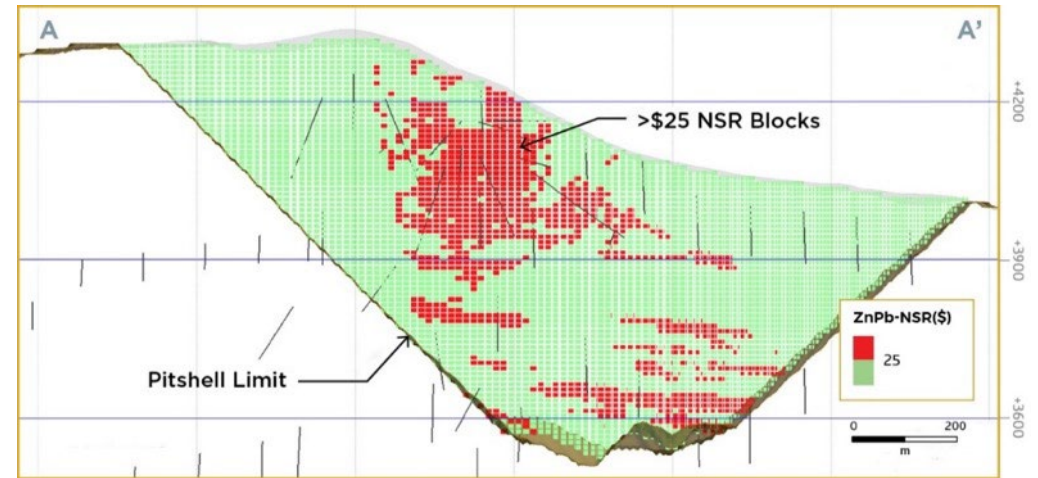 A
A'
+4200
>$25 NSR Blocks
+3900
ZnPb-NSR($)
25
Pitshell Limit
+3600
0
200
m